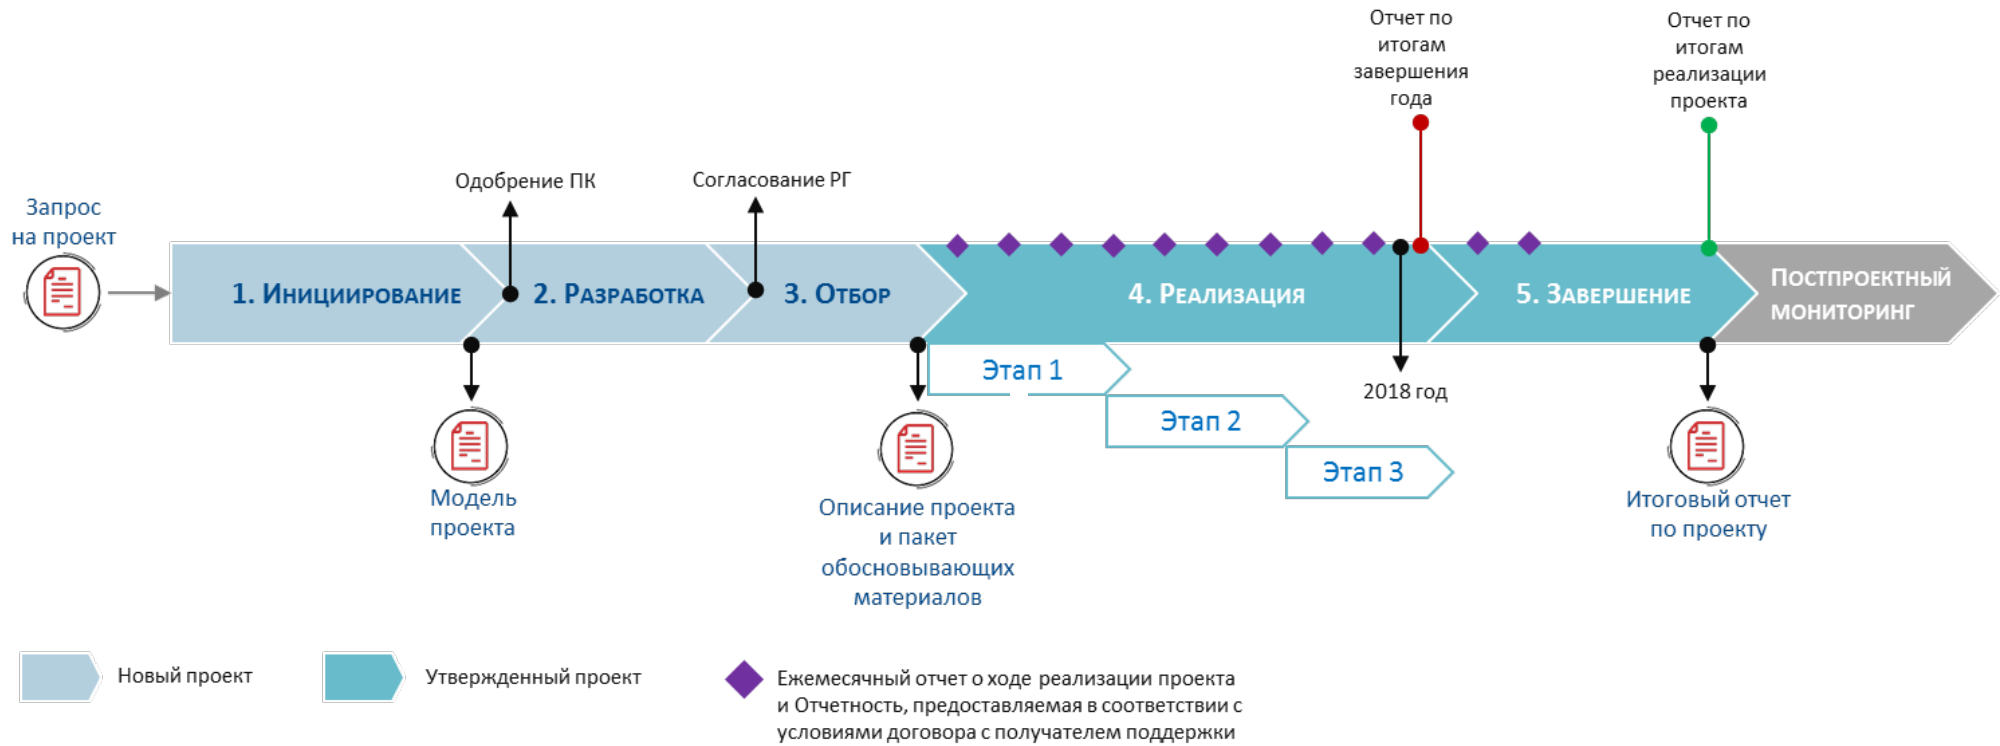 Отчет по
итогам
завершения
года
Отчет по
итогам
реализации
проекта
Одобрение ПК
Согласование РГ
Запрос
на проект
1. Инициирование
2. Разработка
3. Отбор
4. Реализация
5. Завершение
Постпроектный
мониторинг
Этап 1
Этап 2
Этап 3
2018 год
Модель
проекта
Описание проекта
и пакет
обосновывающих
материалов
Итоговый отчет
по проекту
Новый проект
Утвержденный проект
Ежемесячный отчет о ходе реализации проекта
и Отчетность, предоставляемая в соответствии с
условиями договора с получателем поддержки